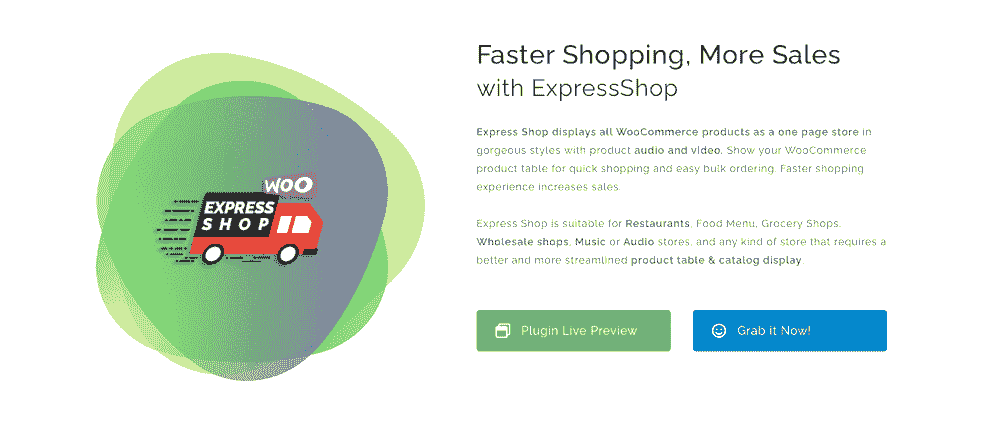 WOO
EXPRESS
SHOP
Faster Shopping, More Sales
with ExpressShop
Express Shop displays all WooCommerce products as a one page store in
gorgeous styles with product audio and video. Show your WooCommerce
product table for quick shopping and easy bulk ordering. Faster shopping
experience increases sales.
Express Shop is suitable for Restaurants, Food Menu, Grocery Shops,
Wholesale shops, Music or Audio stores, and any kind of store that requires a
better and more streamlined product table & catalog display.
Plugin Live Preview
Grab it Now!